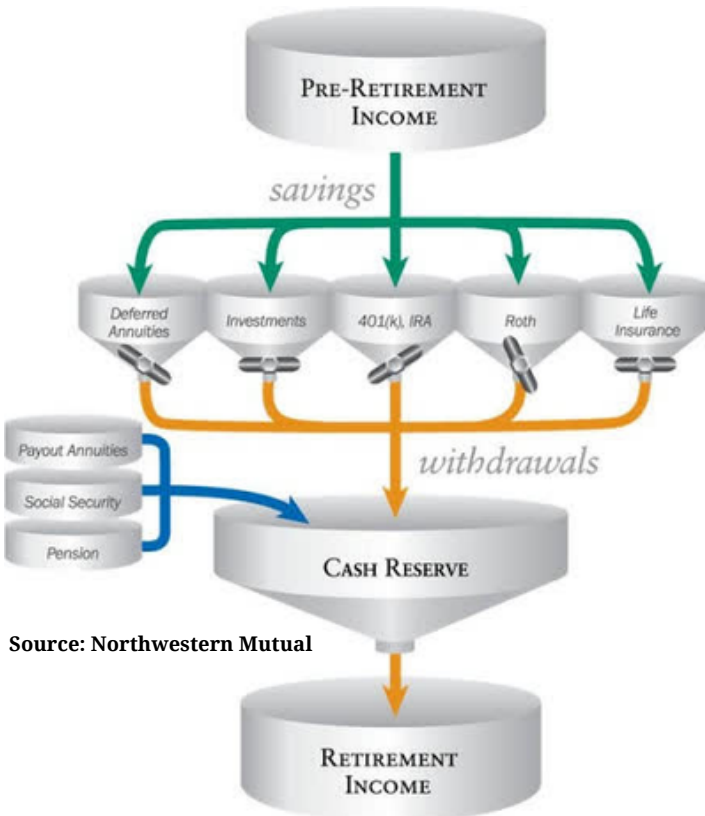 PRE-RETIREMENT
INCOME
savings
Deferred
Annuities
Investments
401(k), IRA
Roth
Life
Insurance
withdrawals
Payout Annuities
Social Security
Pension
CASH RESERVE
Source: Northwestern Mutual
RETIREMENT
INCOME